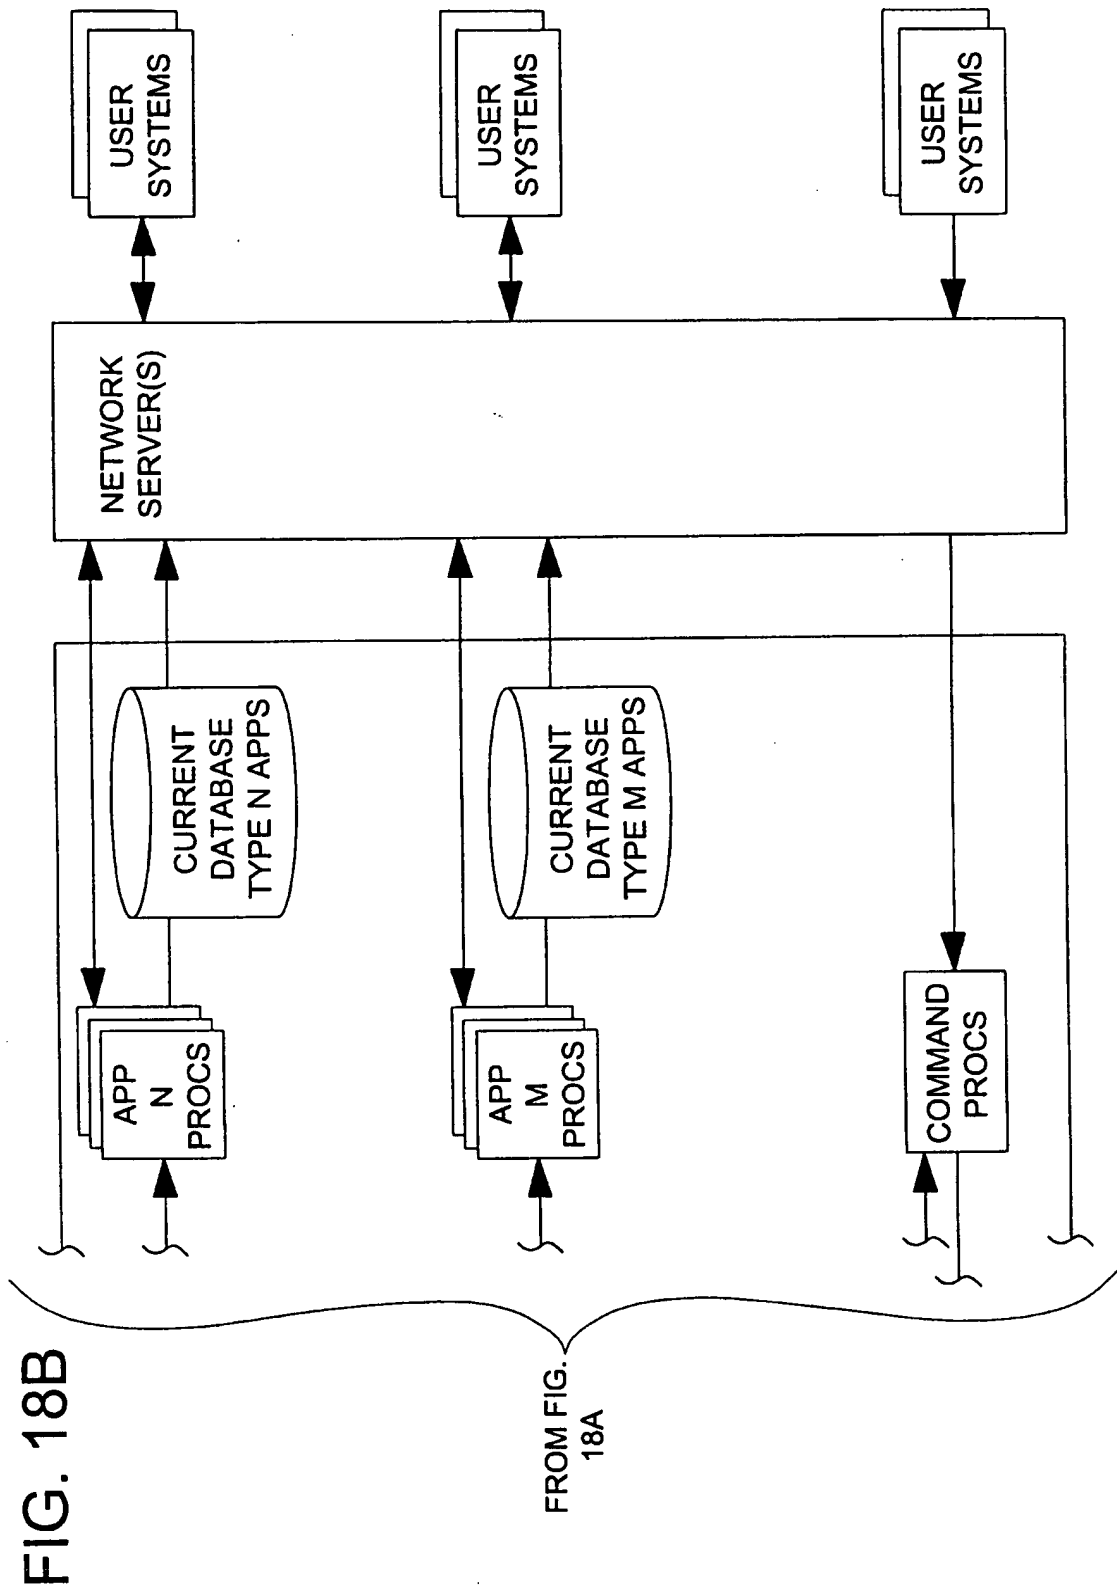 FIG. 18B
FROM FIG.
18A
APP
N
PROCS
CURRENT
DATABASE
TYPE N APPS
NETWORK
SERVER(S)
USER
SYSTEMS
APP
M
PROCS
CURRENT
DATABASE
TYPE M APPS
USER
SYSTEMS
COMMAND
PROCS
USER
SYSTEMS